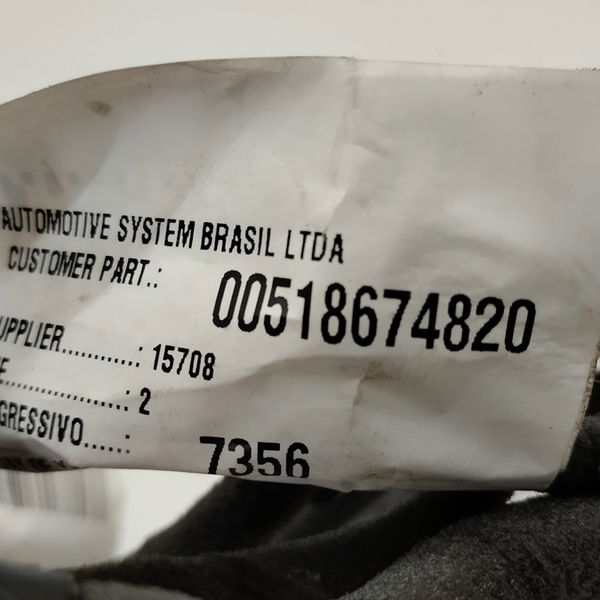 AUTOMOTIVE SYSTEM BRASIL LTDA
CUSTOMER PART.: 00518674820
UPPLIER...........: 15708
E....................: 2
GRESSIVO......: 7356